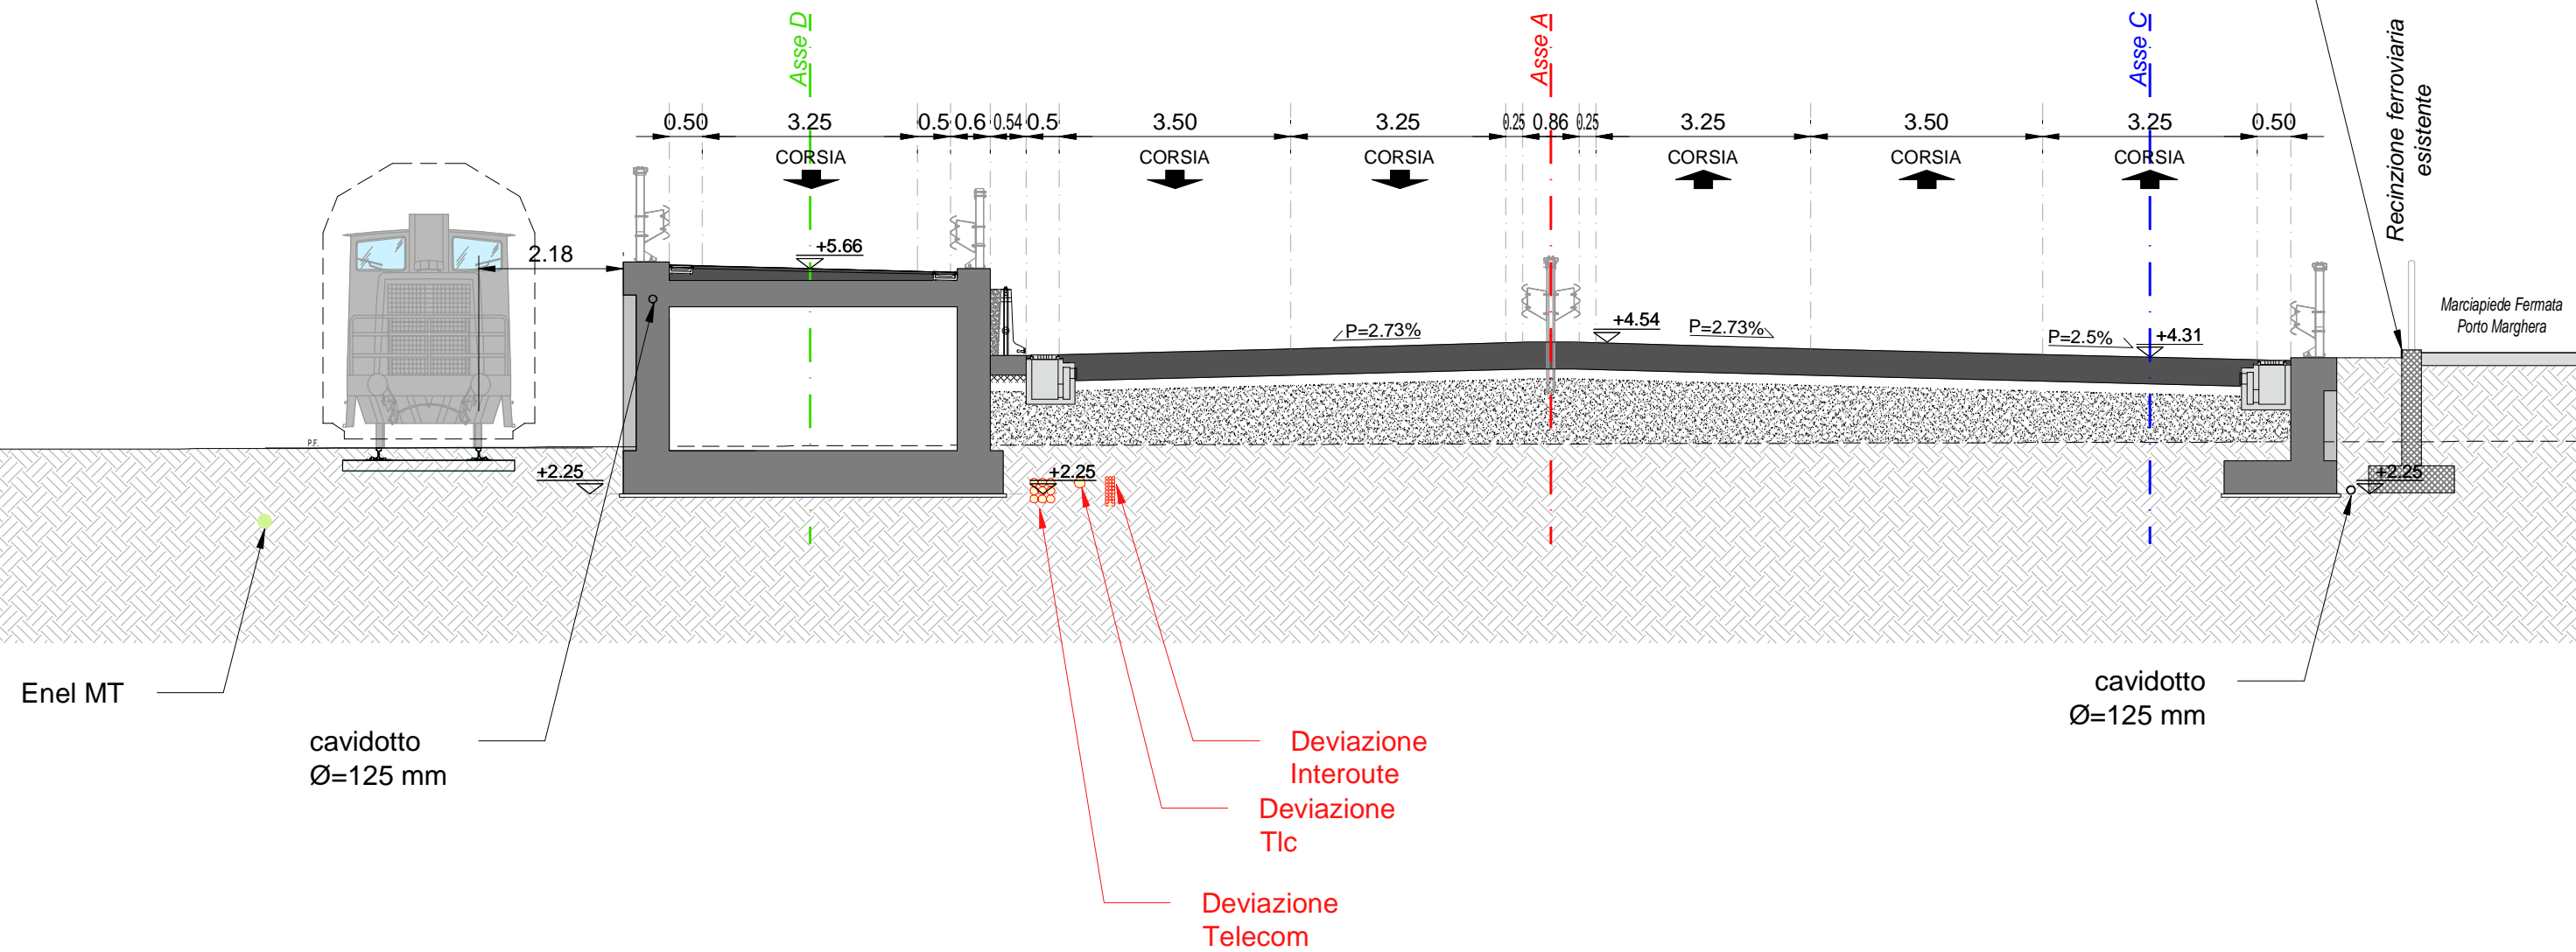 Asse D
Asse A
Asse C
Recinzione ferroviaria
esistente
0.50
3.25
0.5
0.6
0.54
0.5
3.50
3.25
0.25
0.86
0.25
3.25
3.50
3.25
0.50
CORSIA
CORSIA
CORSIA
CORSIA
CORSIA
CORSIA
2.18
+5.66
P=2.73%
+4.54
P=2.73%
P=2.5%
+4.31
Marciapiede Fermata
Porto Marghera
P.F.
+2.25
+2.25
+2.25
Enel MT
cavidotto
Ø=125 mm
cavidotto
Ø=125 mm
Deviazione
Interoute
Deviazione
Tlc
Deviazione
Telecom